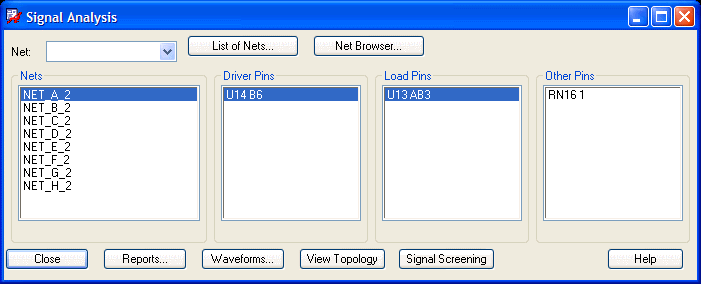 Signal Analysis
Net: List of Nets... Net Browser...
Nets Driver Pins Load Pins Other Pins
NET_A_2 U14 B6 U13 AB3 RN16 1
NET_B_2
NET_C_2
NET_D_2
NET_E_2
NET_F_2
NET_G_2
NET_H_2
Close Reports... Waveforms... View Topology Signal Screening Help